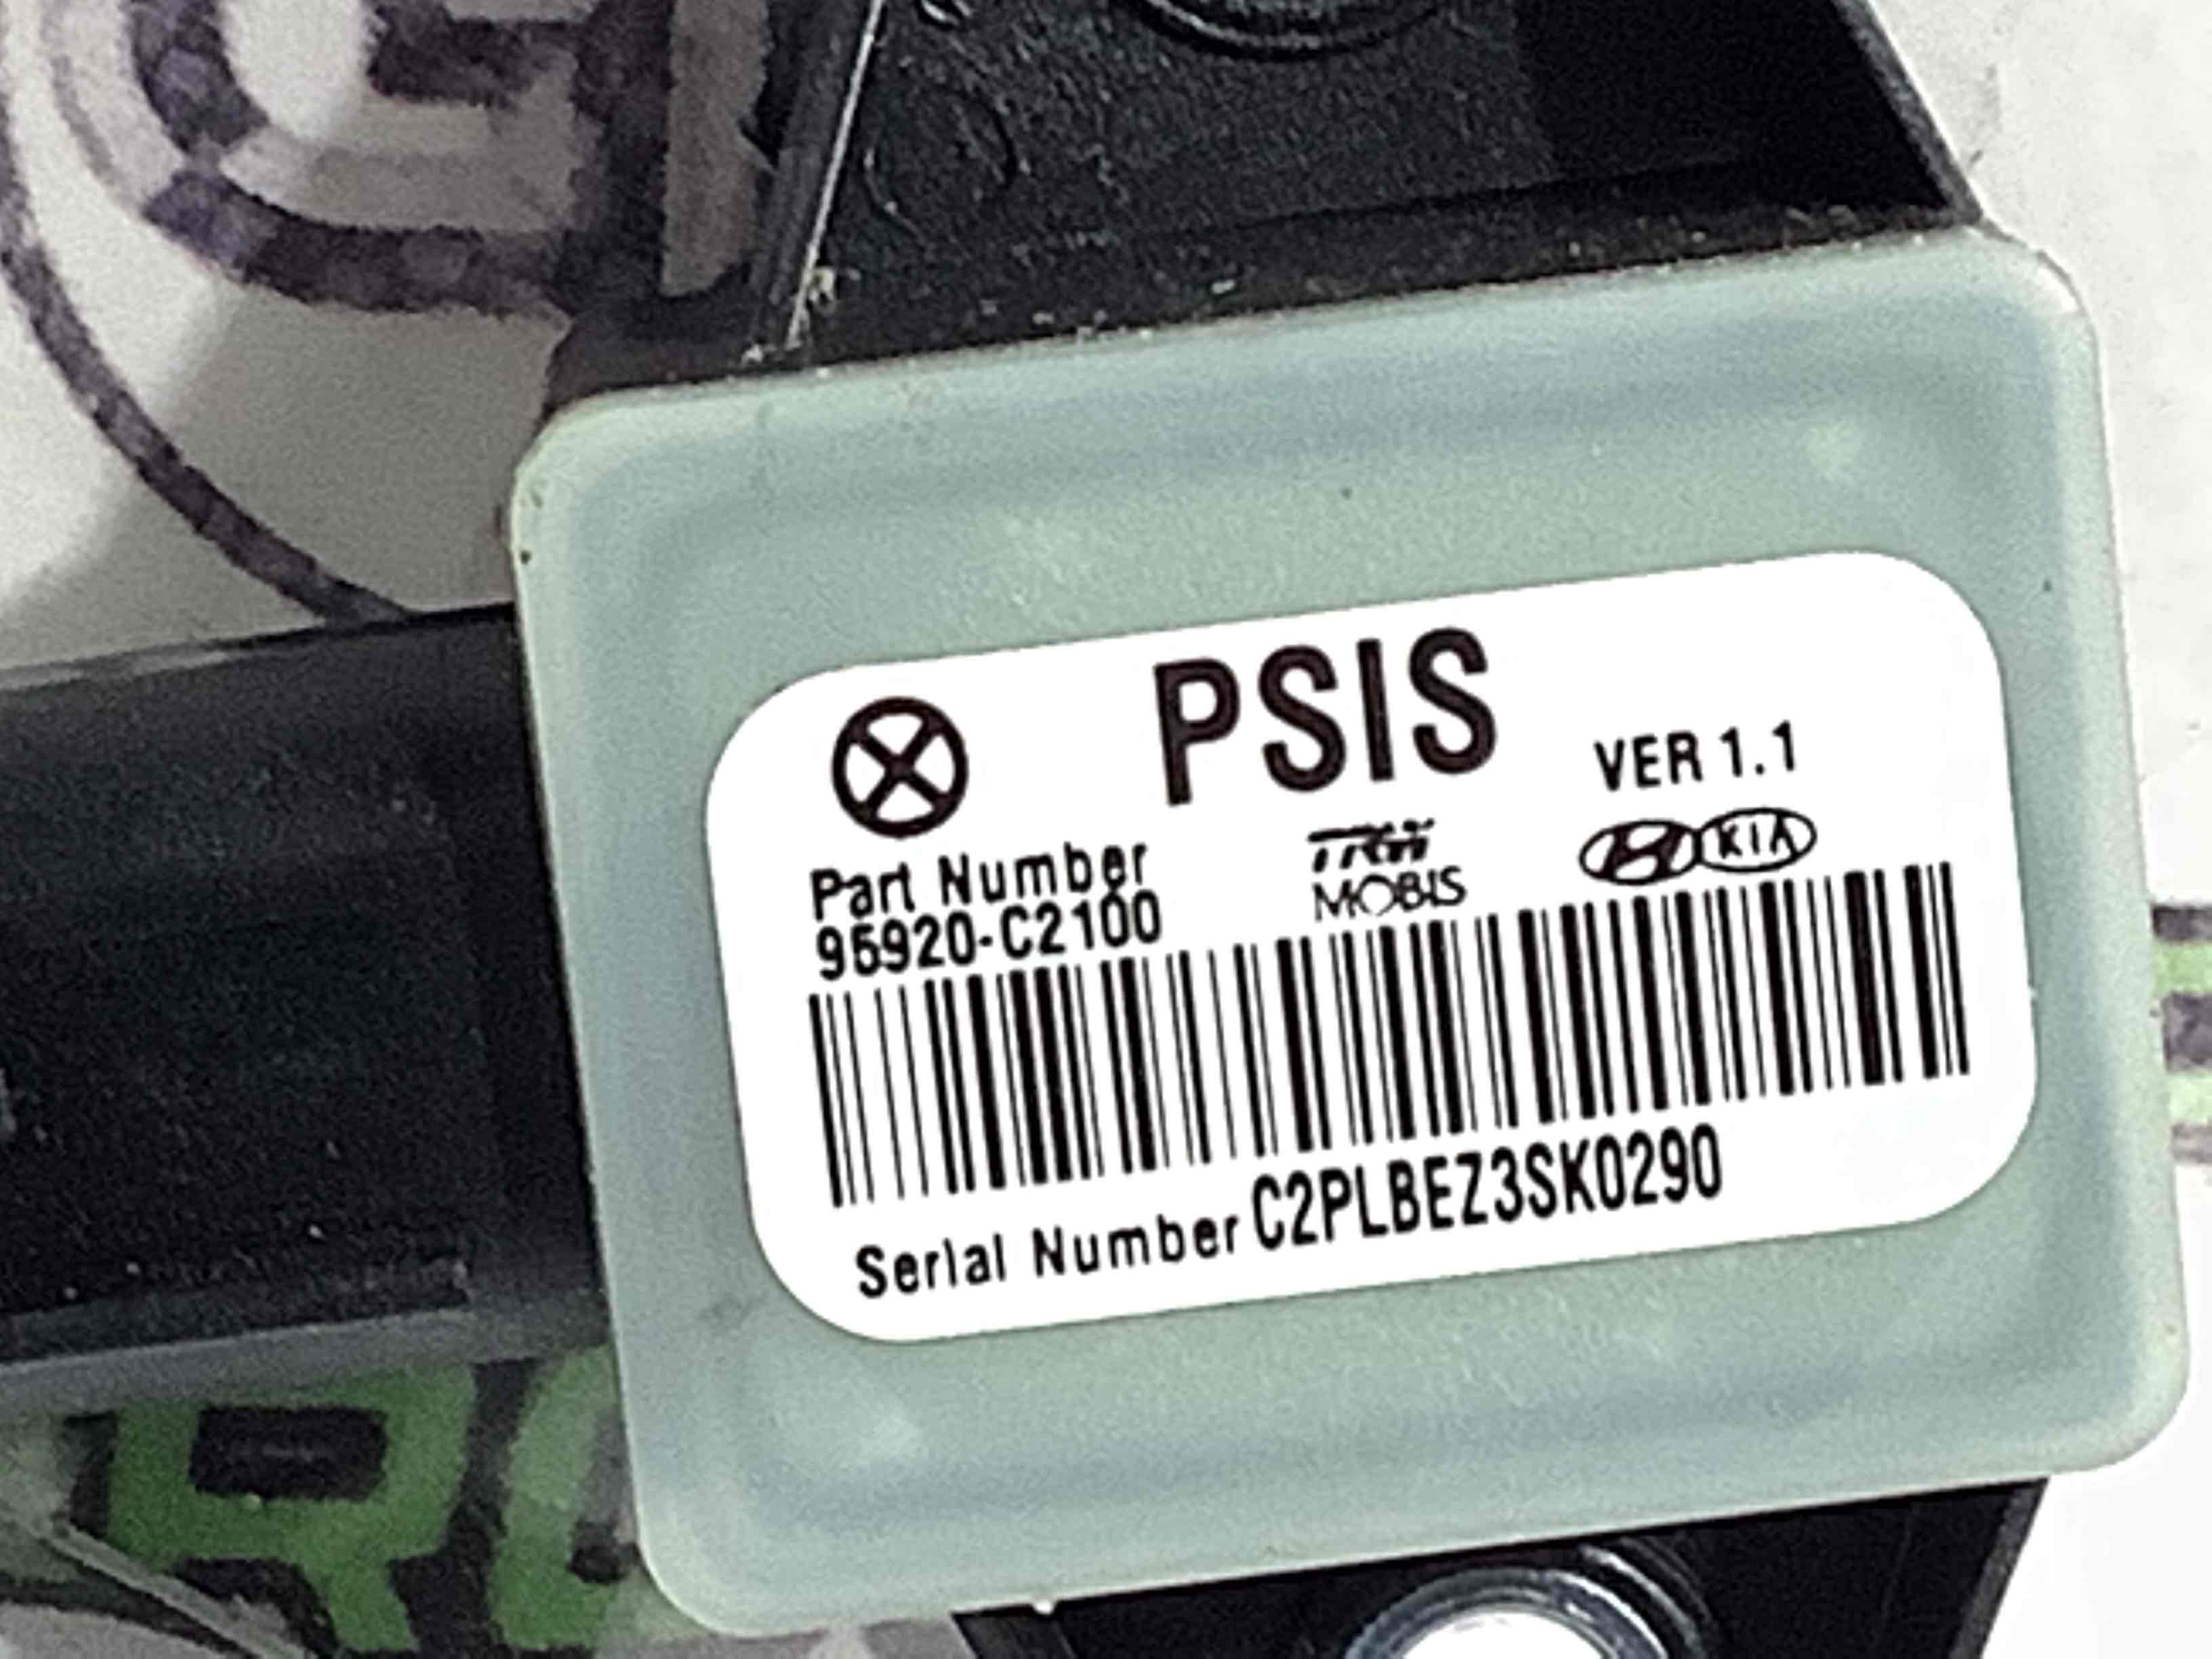 PSIS
VER 1.1
Part Number
95920-C2100
TRW
MOBIS
KIA
Serial Number C2PLBEZ3SK0290